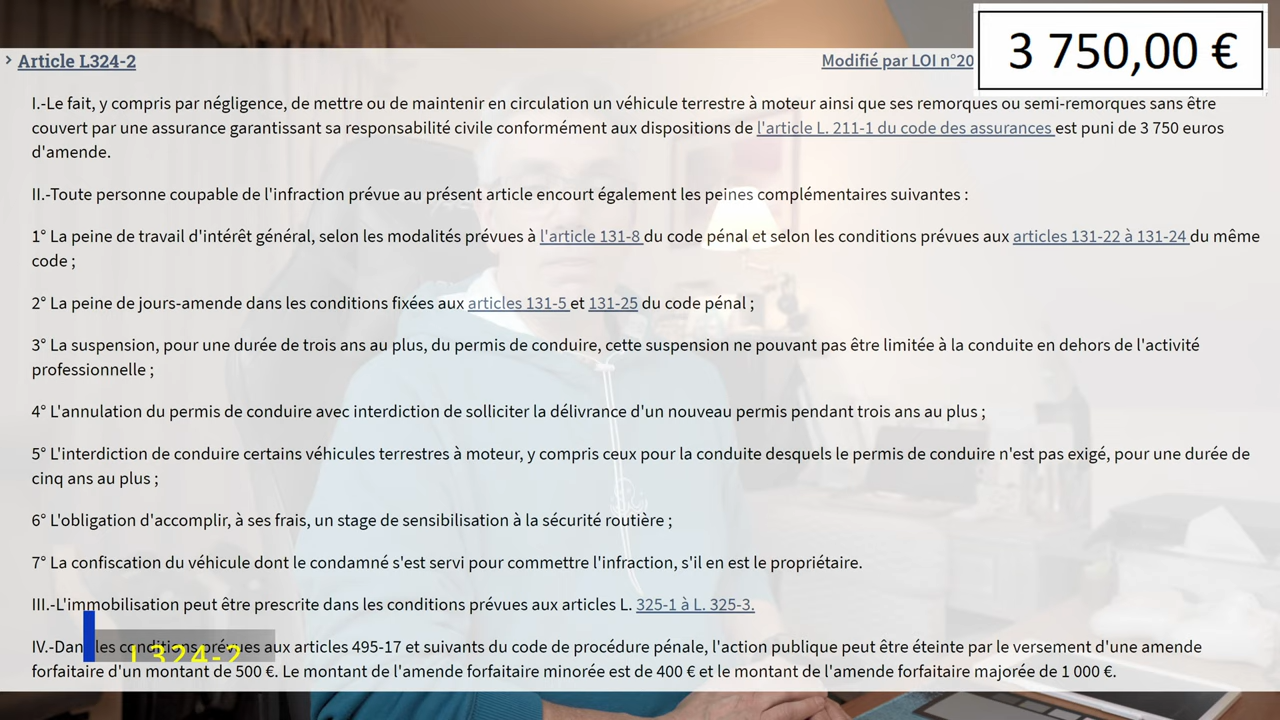 3 750,00 €
Article L324-2
Modifié par LOI n°20
I.-Le fait, y compris par négligence, de mettre ou de maintenir en circulation un véhicule terrestre à moteur ainsi que ses remorques ou semi-remorques sans être
couvert par une assurance garantissant sa responsabilité civile conformément aux dispositions de l'article L. 211-1 du code des assurances est puni de 3 750 euros
d'amende.
II.-Toute personne coupable de l'infraction prévue au présent article encourt également les peines complémentaires suivantes :
1° La peine de travail d'intérêt général, selon les modalités prévues à l'article 131-8 du code pénal et selon les conditions prévues aux articles 131-22 à 131-24 du même
code ;
2° La peine de jours-amende dans les conditions fixées aux articles 131-5 et 131-25 du code pénal ;
3° La suspension, pour une durée de trois ans au plus, du permis de conduire, cette suspension ne pouvant pas être limitée à la conduite en dehors de l'activité
professionnelle ;
4° L'annulation du permis de conduire avec interdiction de solliciter la délivrance d'un nouveau permis pendant trois ans au plus ;
5° L'interdiction de conduire certains véhicules terrestres à moteur, y compris ceux pour la conduite desquels le permis de conduire n'est pas exigé, pour une durée de
cinq ans au plus ;
6° L'obligation d'accomplir, à ses frais, un stage de sensibilisation à la sécurité routière ;
7° La confiscation du véhicule dont le condamné s'est servi pour commettre l'infraction, s'il en est le propriétaire.
III.-L'immobilisation peut être prescrite dans les conditions prévues aux articles L. 325-1 à L. 325-3.
IV.-Dans les conditions prévues aux articles 495-17 et suivants du code de procédure pénale, l'action publique peut être éteinte par le versement d'une amende
forfaitaire d'un montant de 500 €. Le montant de l'amende forfaitaire minorée est de 400 € et le montant de l'amende forfaitaire majorée de 1 000 €.
L324-2